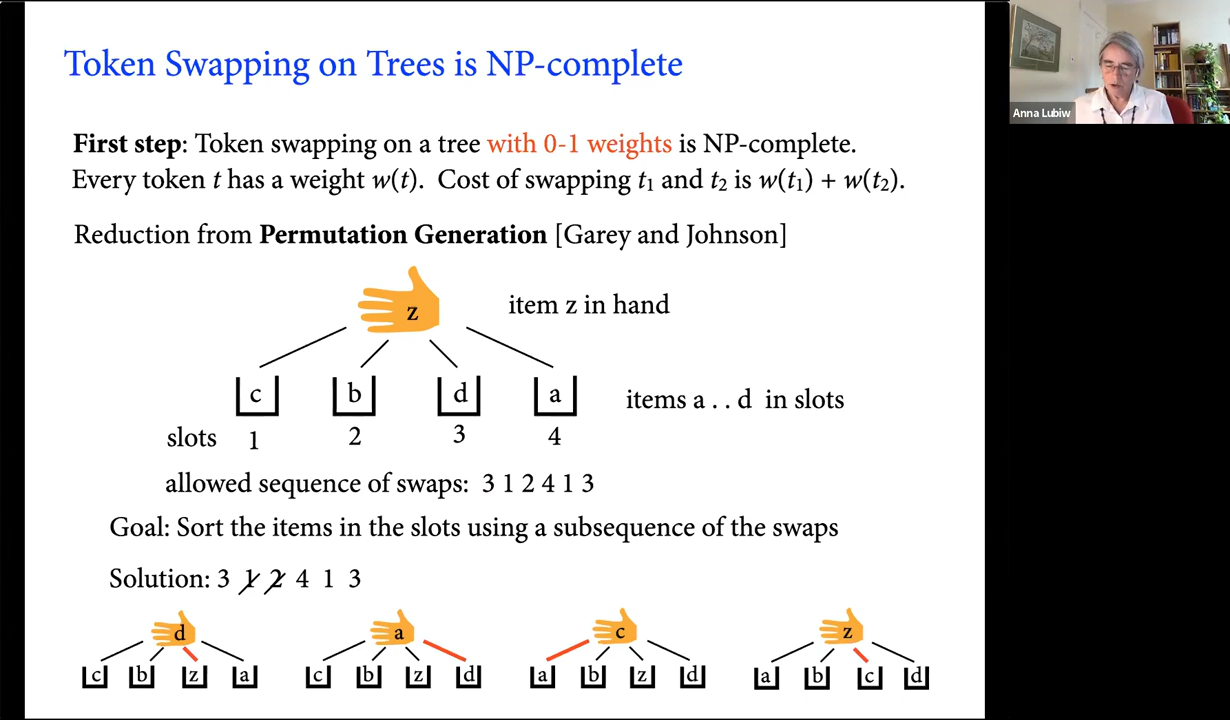 Token Swapping on Trees is NP-complete
Anna Lubiw
First step: Token swapping on a tree with 0-1 weights is NP-complete.
Every token t has a weight w(t). Cost of swapping t₁ and t₂ is w(t₁) + w(t₂).
Reduction from Permutation Generation [Garey and Johnson]
z
item z in hand
c b d a
items a . . d in slots
slots 1 2 3 4
allowed sequence of swaps: 3 1 2 4 1 3
Goal: Sort the items in the slots using a subsequence of the swaps
Solution: 3 1 2 4 1 3
d a c z
c b z a c b z d a b z d a b c d